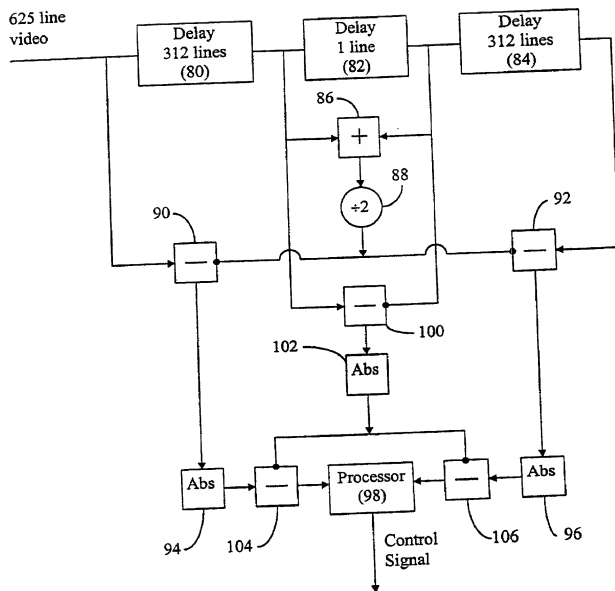 625 line
video
Delay
312 lines
(80)
Delay
1 line
(82)
Delay
312 lines
(84)
86
+
88
÷2
90
—
92
—
—
100
102
Abs
Abs
94
—
104
Processor
(98)
—
106
Abs
96
Control
Signal